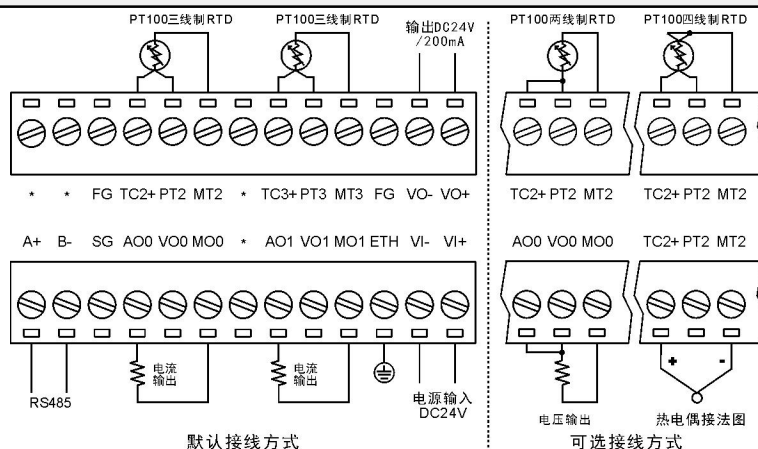 PT100三线制RTD
PT100三线制RTD
输出DC24V
/200mA
PT100两线制RTD
PT100四线制RTD
* * FG TC2+ PT2 MT2 * TC3+ PT3 MT3 FG VO- VO+
TC2+ PT2 MT2
TC2+ PT2 MT2
A+ B- SG AO0 VO0 MO0 * AO1 VO1 MO1 ETH VI- VI+
AO0 VO0 MO0
TC2+ PT2 MT2
RS485
电流
输出
电流
输出
电源输入
DC24V
电压输出
+ -
热电偶接法图
默认接线方式
可选接线方式